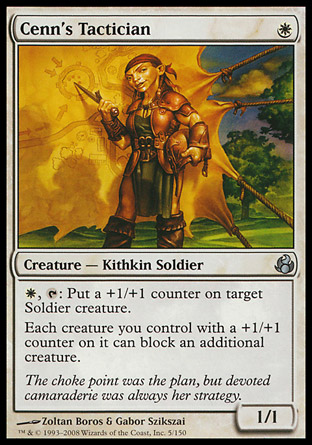 Cenn's Tactician
Creature — Kithkin Soldier
, : Put a +1/+1 counter on target
Soldier creature.
Each creature you control with a +1/+1
counter on it can block an additional
creature.
The choke point was the plan, but devoted
camaraderie was always her strategy.
1/1
Zoltan Boros & Gabor Szikszai
™ & © 1993–2008 Wizards of the Coast, Inc. 5/150